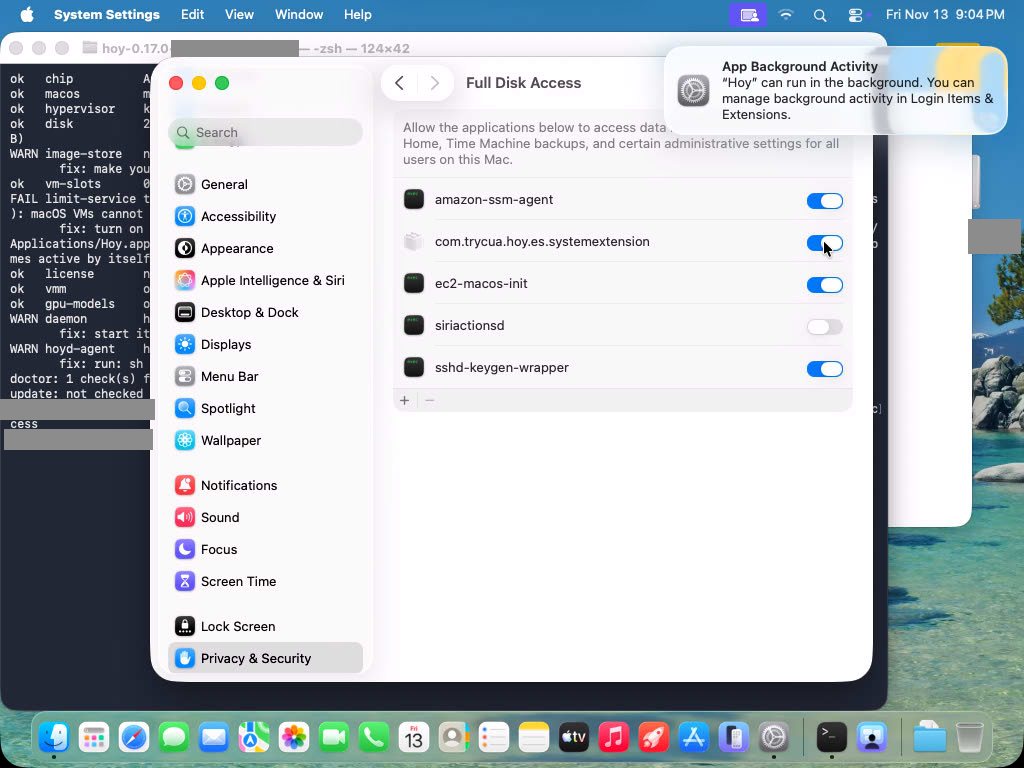 System Settings Edit View Window Help Fri Nov 13 9:04 PM
hoy-0.17.0- — -zsh — 124×42
App Background Activity
“Hoy” can run in the background. You can
manage background activity in Login Items &
Extensions.
ok chip
ok macos
ok hypervisor
ok disk 2
B)
WARN image-store
fix: make you
ok vm-slots 0
FAIL limit-service t
): macOS VMs cannot
fix: turn on
Applications/Hoy.app
mes active by itself
ok license
ok vmm
ok gpu-models
WARN daemon
fix: start it
WARN hoyd-agent
fix: run: sh
doctor: 1 check(s) f
update: not checked
cess
Search
General
Accessibility
Appearance
Apple Intelligence & Siri
Desktop & Dock
Displays
Menu Bar
Spotlight
Wallpaper
Notifications
Sound
Focus
Screen Time
Lock Screen
Privacy & Security
Full Disk Access
Allow the applications below to access data
Home, Time Machine backups, and certain administrative settings for all
users on this Mac.
amazon-ssm-agent
com.trycua.hoy.es.systemextension
ec2-macos-init
siriactionsd
sshd-keygen-wrapper
+ −
Fri
13
tv